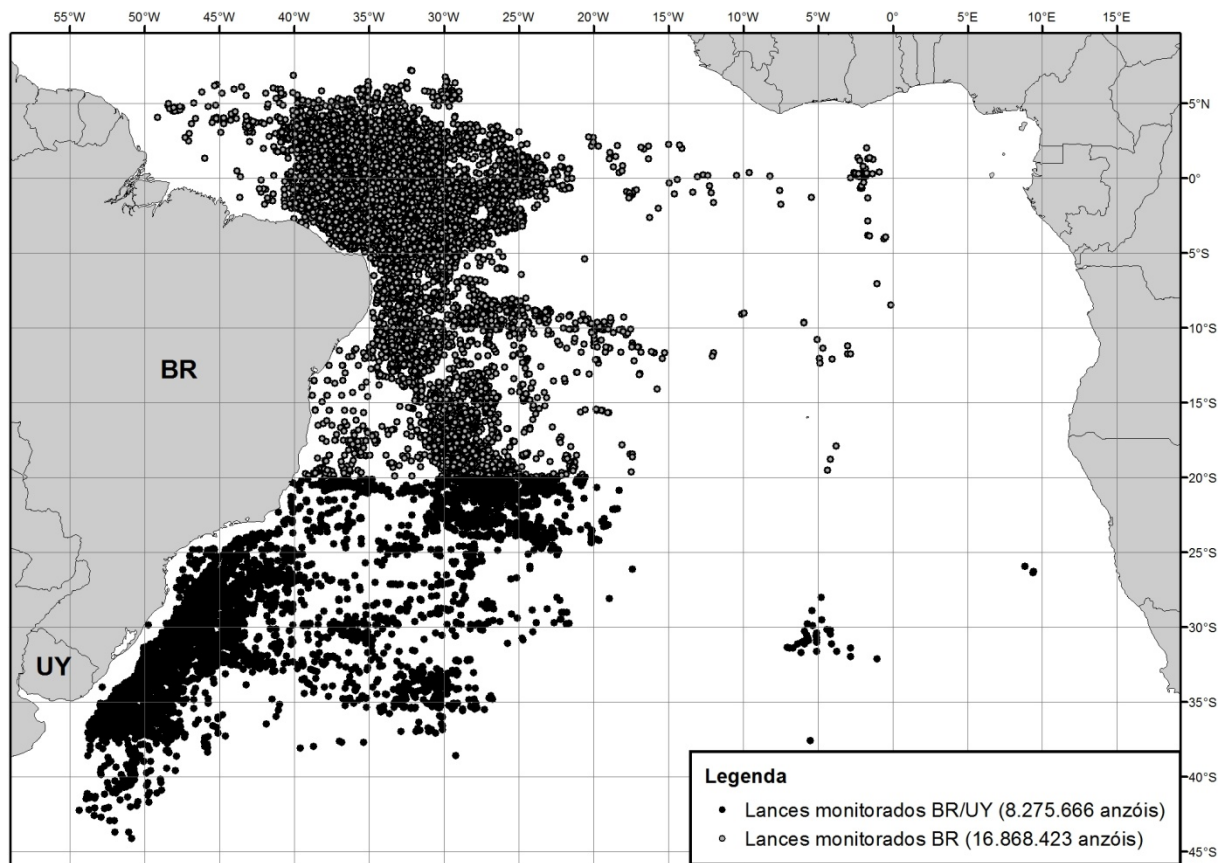 55°W 50°W 45°W 40°W 35°W 30°W 25°W 20°W 15°W 10°W 5°W 0° 5°E 10°E 15°E
5°N
0°
5°S
10°S
BR
15°S
20°S
25°S
30°S
UY
35°S
Legenda
Lances monitorados BR/UY (8.275.666 anzóis)
40°S
Lances monitorados BR (16.868.423 anzóis)
45°S